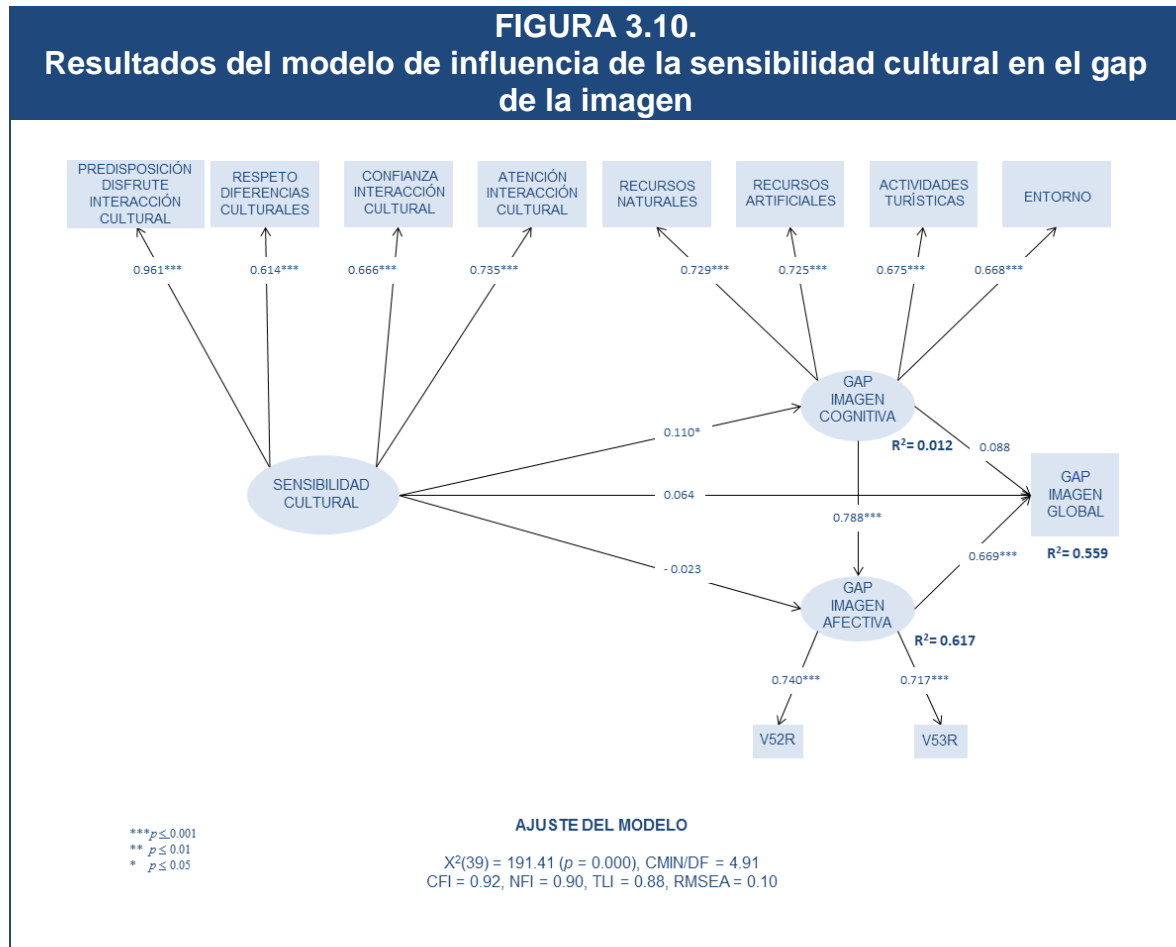 FIGURA 3.10.
Resultados del modelo de influencia de la sensibilidad cultural en el gap
de la imagen
PREDISPOSICIÓN
DISFRUTE
INTERACCIÓN
CULTURAL
RESPETO
DIFERENCIAS
CULTURALES
CONFIANZA
INTERACCIÓN
CULTURAL
ATENCIÓN
INTERACCIÓN
CULTURAL
RECURSOS
NATURALES
RECURSOS
ARTIFICIALES
ACTIVIDADES
TURÍSTICAS
ENTORNO
0.961***
0.614***
0.666***
0.735***
0.729***
0.725***
0.675***
0.668***
GAP
IMAGEN
COGNITIVA
R²= 0.012
0.110*
0.088
SENSIBILIDAD
CULTURAL
0.064
GAP
IMAGEN
GLOBAL
R²= 0.559
0.788***
0.669***
- 0.023
GAP
IMAGEN
AFECTIVA
R²= 0.617
0.740***
0.717***
V52R
V53R
***p ≤ 0.001
** p ≤ 0.01
* p ≤ 0.05
AJUSTE DEL MODELO
X²(39) = 191.41 (p = 0.000), CMIN/DF = 4.91
CFI = 0.92, NFI = 0.90, TLI = 0.88, RMSEA = 0.10